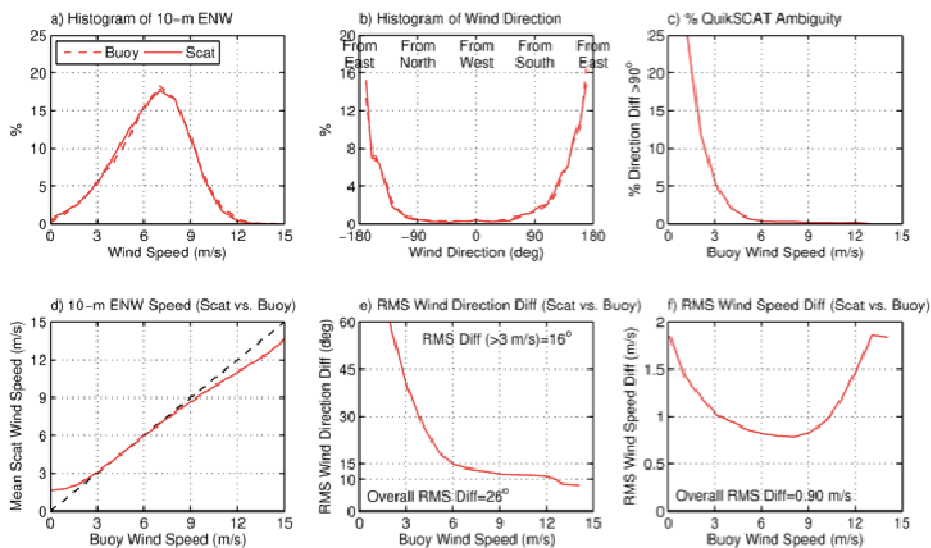 a) Histogram of 10-m ENW
b) Histogram of Wind Direction
c) % QuikSCAT Ambiguity
25
20
15
10
5
0
%
Buoy
Scat
0 3 6 9 12 15
Wind Speed (m/s)
20
16
12
8
4
0
%
From East
From North
From West
From South
From East
-180 -90 0 90 180
Wind Direction (deg)
25
20
15
10
5
0
% Direction Diff >90°
0 3 6 9 12 15
Buoy Wind Speed (m/s)
d) 10-m ENW Speed (Scat vs. Buoy)
e) RMS Wind Direction Diff (Scat vs. Buoy)
f) RMS Wind Speed Diff (Scat vs. Buoy)
15
12
9
6
3
0
Mean Scat Wind Speed (m/s)
0 3 6 9 12 15
Buoy Wind Speed (m/s)
60
45
30
15
10
0
RMS Wind Direction Diff (deg)
RMS Diff (>3 m/s)=16°
Overall RMS Diff=26°
0 3 6 9 12 15
Buoy Wind Speed (m/s)
2
1.5
1
0.5
0
RMS Wind Speed Diff (m/s)
Overall RMS Diff=0.90 m/s
0 3 6 9 12 15
Buoy Wind Speed (m/s)